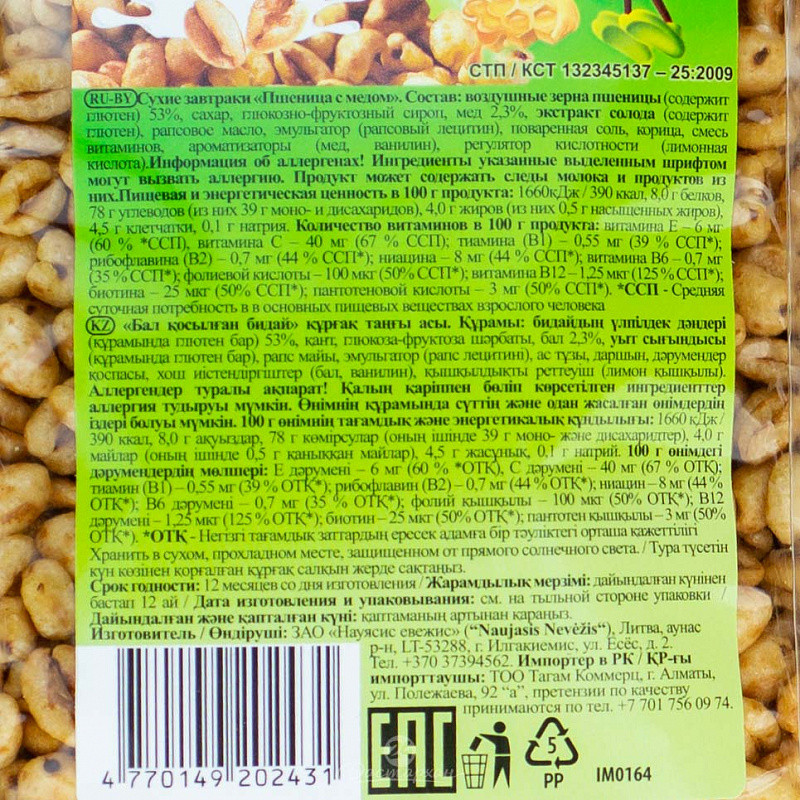 СТП / КСТ 132345137 – 25:2009
RU-BY Сухие завтраки «Пшеница с медом». Состав: воздушные зерна пшеницы (содержит
глютен) 53%, сахар, глюкозно-фруктозный сироп, мед 2,3%, экстракт солода (содержит
глютен), рапсовое масло, эмульгатор (рапсовый лецитин), поваренная соль, корица, смесь
витаминов, ароматизаторы (мед, ванилин), регулятор кислотности (лимонная
кислота).Информация об аллергенах! Ингредиенты указанные выделенным шрифтом
могут вызвать аллергию. Продукт может содержать следы молока и продуктов из
них.Пищевая и энергетическая ценность в 100 г продукта: 1660кДж / 390 ккал, 8,0 г белков,
78 г углеводов (из них 39 г моно- и дисахаридов), 4,0 г жиров (из них 0,5 г насыщенных жиров),
4,5 г клетчатки, 0,1 г натрия. Количество витаминов в 100 г продукта: витамина Е – 6 мг
(60 % *ССП), витамина С – 40 мг (67 % ССП); тиамина (В1) – 0,55 мг (39 % ССП*);
рибофлавина (В2) – 0,7 мг (44 % ССП*); ниацина – 8 мг (44 % ССП*); витамина В6 – 0,7 мг
(35 % ССП*); фолиевой кислоты – 100 мкг (50% ССП*); витамина В12 – 1,25 мкг (125 % ССП*);
биотина – 25 мкг (50% ССП*); пантотеновой кислоты – 3 мг (50% ССП*). *ССП - Средняя
суточная потребность в в основных пищевых веществах взрослого человека
KZ «Бал қосылған бидай» құрғақ таңғы асы. Құрамы: бидайдың үлпілдек дәндері
(құрамында глютен бар) 53%, қант, глюкоза-фруктоза шәрбаты, бал 2,3%, уыт сығындысы
(құрамында глютен бар), рапс майы, эмульгатор (рапс лецитині), ас тұзы, даршын, дәрумендер
қоспасы, хош иістендіргіштер (бал, ванилин), қышқылдықты реттеуіш (лимон қышқылы).
Аллергендер туралы ақпарат! Қалың қаріппен бөліп көрсетілген ингредиенттер
аллергия тудыруы мүмкін. Өнімнің құрамында сүттің және одан жасалған өнімдердің
іздері болуы мүмкін. 100 г өнімнің тағамдық және энергетикалық құндылығы: 1660 кДж /
390 ккал, 8,0 г ақуыздар, 78 г көмірсулар (оның ішінде 39 г моно- және дисахаридтер), 4,0 г
майлар (оның ішінде 0,5 г қаныққан майлар), 4,5 г жасұнық, 0,1 г натрий. 100 г өнімдегі
дәрумендердің мөлшері: Е дәрумені – 6 мг (60 % *ОТҚ), С дәрумені – 40 мг (67% ОТҚ);
тиамин (В1) – 0,55 мг (39 % ОТҚ*); рибофлавин (В2) – 0,7 мг (44 % ОТҚ*); ниацин – 8 мг (44 %
ОТҚ*); В6 дәрумені – 0,7 мг (35 % ОТҚ*); фолий қышқылы – 100 мкг (50% ОТҚ*); В12
дәрумені – 1,25 мкг (125 % ОТҚ*); биотин – 25 мкг (50% ОТҚ*); пантотен қышқылы – 3 мг (50%
ОТҚ*). *ОТҚ - Негізгі тағамдық заттардың ересек адамға бір тәуліктегі орташа қажеттілігі
Хранить в сухом, прохладном месте, защищенном от прямого солнечного света. / Тура түсетін
күн көзінен қорғалған құрғақ салқын жерде сақтаңыз.
Срок годности: 12 месяцев со дня изготовления / Жарамдылық мерзімі: дайындалған күнінен
бастап 12 ай / Дата изготовления и упаковывания: см. на тыльной стороне упаковки /
Дайындалған және қапталған күні: қаптаманың артынан қараңыз.
Изготовитель / Өндіруші: ЗАО «Науясис свежис» (“Naujasis Nevėžis“), Литва, аунас
р-н, LT-53288, г. Илгакиемис, ул. Есёс, д. 2.
Тел. +370 37394562. Импортер в РК / ҚР-ғы
импорттаушы: ТОО Тагам Коммерц, г. Алматы,
ул. Полежаева, 92 “а”, претензии по качеству
принимаются по тел. +7 701 756 09 74.
EAC
5
PP
IM0164
4 770149 202431